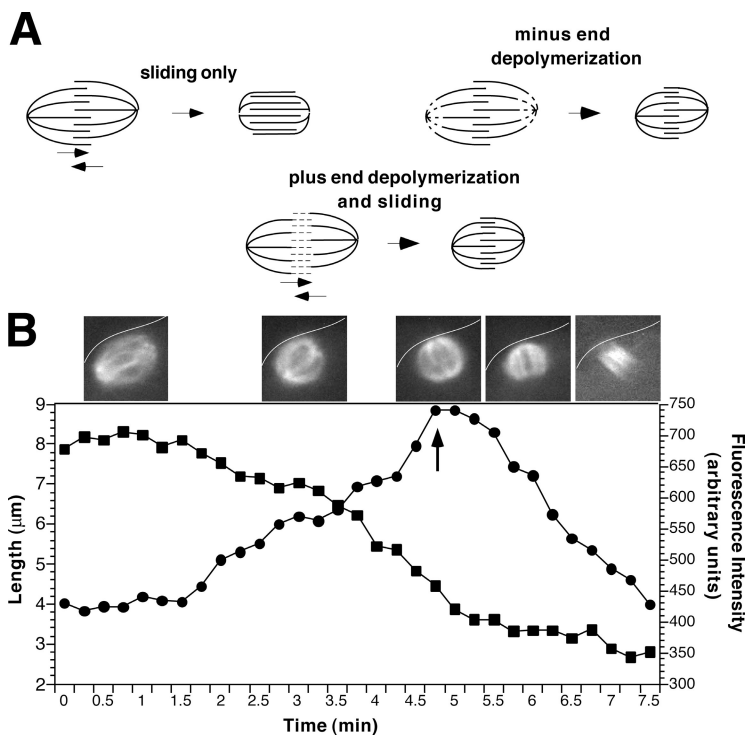 A
sliding only
minus end
depolymerization
plus end depolymerization
and sliding
B
9
8
7
6
5
4
3
2
Length (μm)
750
700
650
600
550
500
450
400
350
300
Fluorescence Intensity
(arbitrary units)
0 0.5 1 1.5 2 2.5 3 3.5 4 4.5 5 5.5 6 6.5 7 7.5
Time (min)